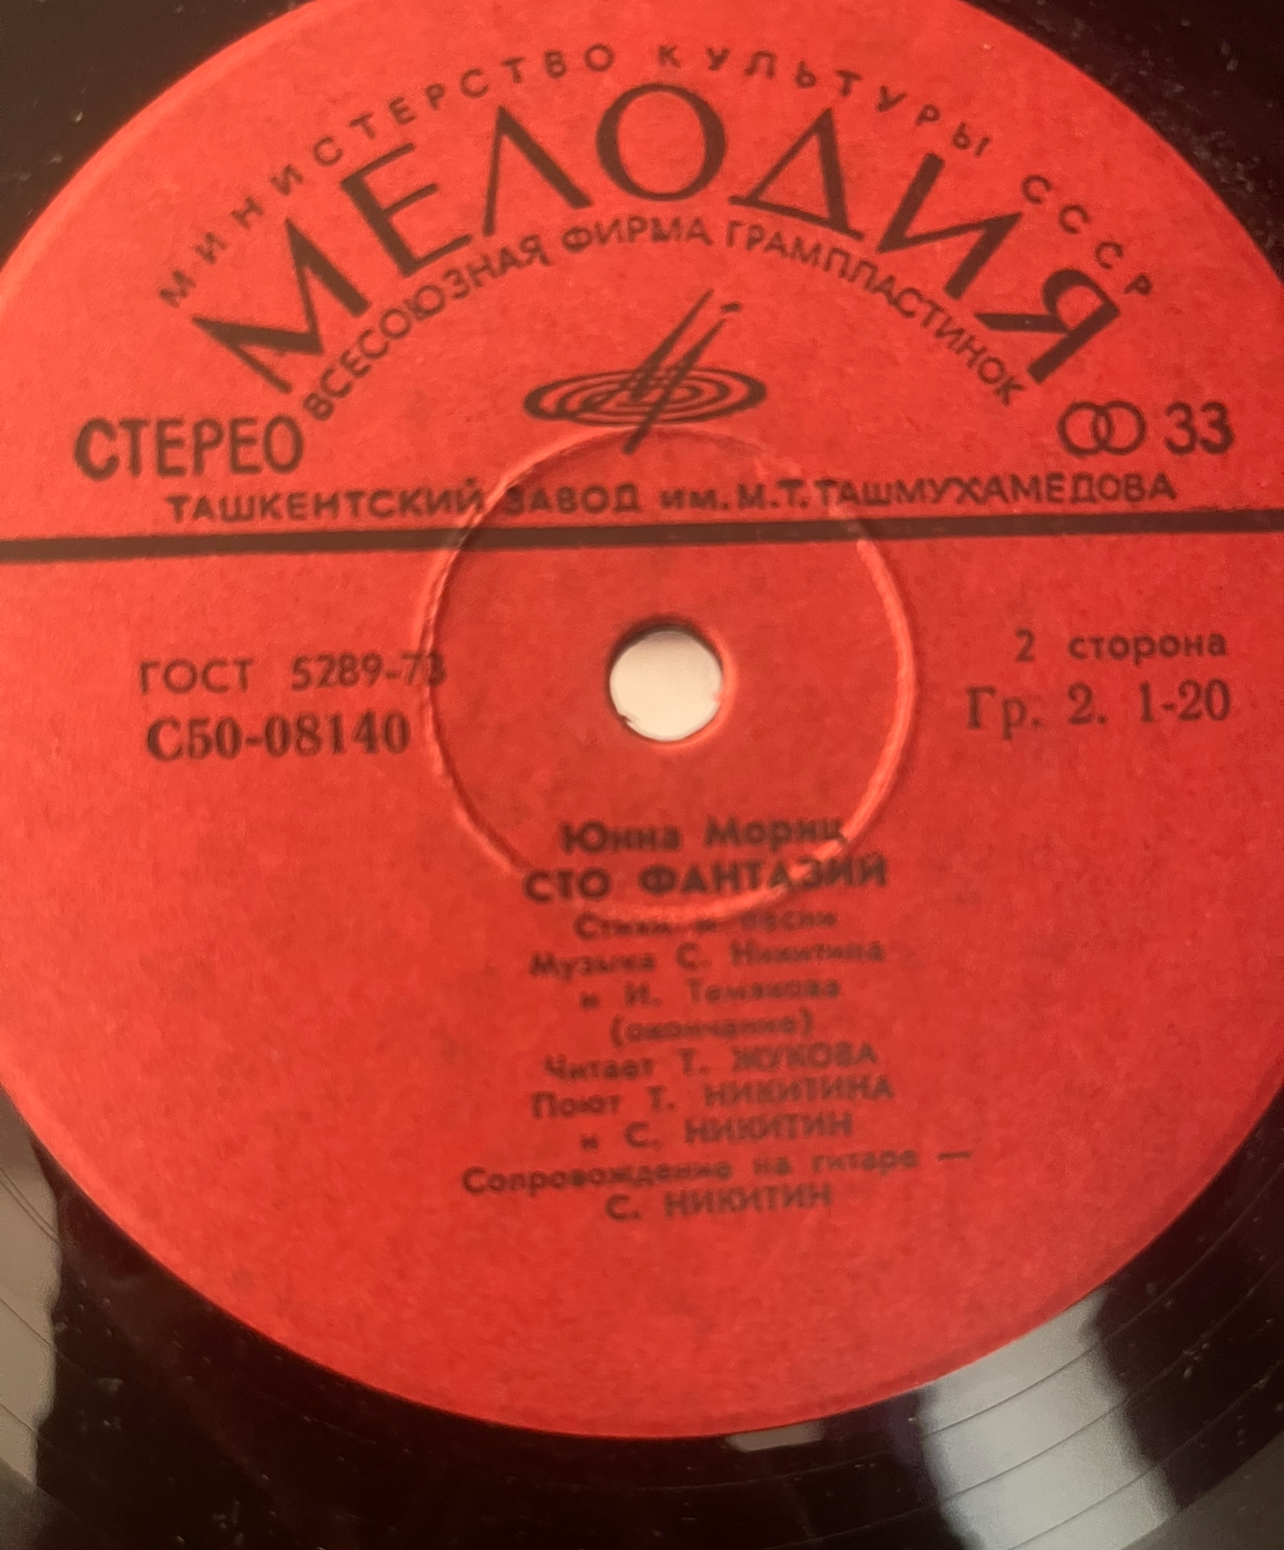 МИНИСТЕРСТВО КУЛЬТУРЫ СССР
МЕЛОДИЯ
ВСЕСОЮЗНАЯ ФИРМА ГРАМПЛАСТИНОК
СТЕРЕО
33
ТАШКЕНТСКИЙ ЗАВОД им. М.Т.ТАШМУХАМЕДОВА
ГОСТ 5289-73
2 сторона
С50-08140
Гр. 2. 1-20
Юнна Мориц
СТО ФАНТАЗИЙ
Стихи и песни
Музыка С. Никитина
и И.
(окончание)
Читает Т. ЖУКОВА
Поют Т. НИКИТИНА
и С. НИКИТИН
Сопровождение на гитаре —
С. НИКИТИН